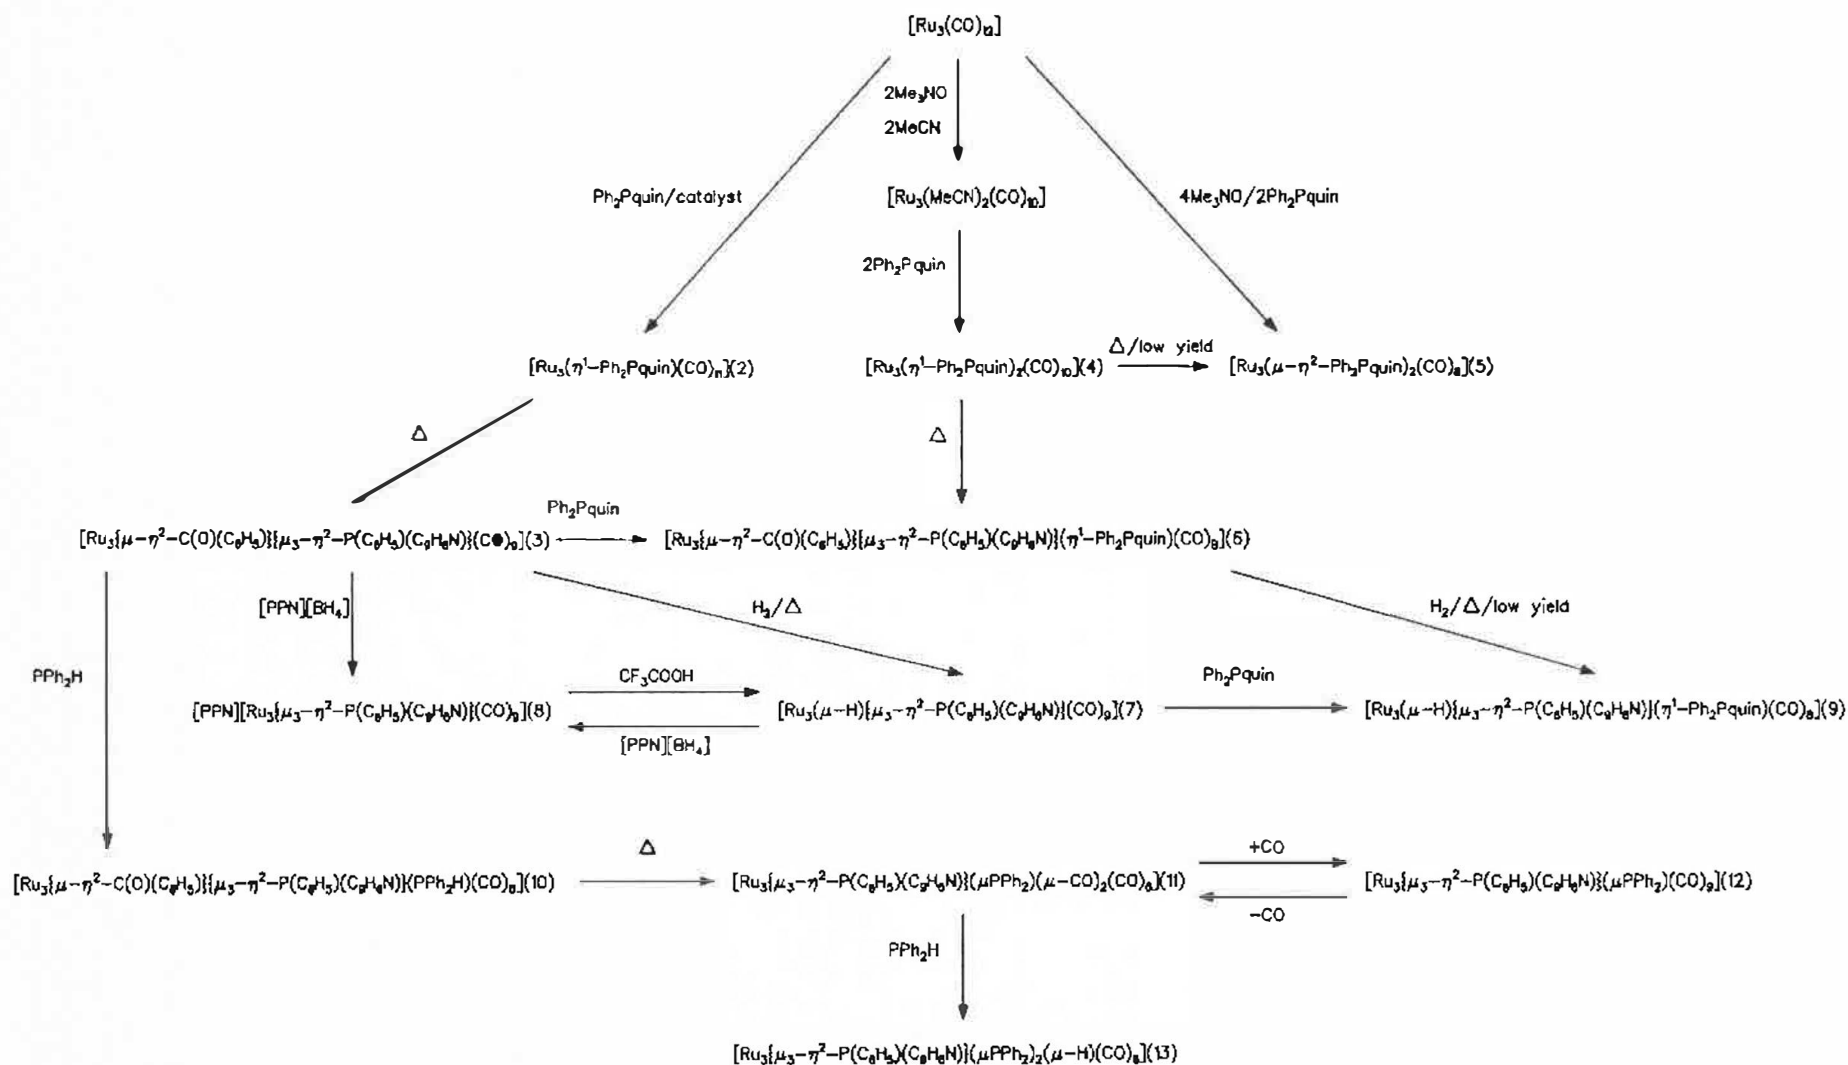 [Ru₃(CO)₁₂]
2Me₃NO
2MeCN
Ph₂Pquin/catalyst
[Ru₃(MeCN)₂(CO)₁₀]
4Me₃NO/2Ph₂Pquin
2Ph₂Pquin
[Ru₃(η¹-Ph₂Pquin)(CO)₁₁](2)
[Ru₃(η¹-Ph₂Pquin)₂(CO)₁₀](4)
Δ/low yield
[Ru₃(μ-η²-Ph₂Pquin)₂(CO)₈](5)
Δ
Δ
[Ru₃{μ-η²-C(O)(C₆H₅)}{μ₃-η²-P(C₆H₅)(C₉H₆N)}(CO)₉](3)
Ph₂Pquin
[Ru₃{μ-η²-C(O)(C₆H₅)}{μ₃-η²-P(C₆H₅)(C₉H₆N)}(η¹-Ph₂Pquin)(CO)₈](6)
[PPN][BH₄]
H₂/Δ
H₂/Δ/low yield
PPh₂H
[PPN][Ru₃{μ₃-η²-P(C₆H₅)(C₉H₆N)}(CO)₉](8)
CF₃COOH
[PPN][BH₄]
[Ru₃(μ-H){μ₃-η²-P(C₆H₅)(C₉H₆N)}(CO)₉](7)
Ph₂Pquin
[Ru₃(μ-H){μ₃-η²-P(C₆H₅)(C₉H₆N)}(η¹-Ph₂Pquin)(CO)₈](9)
[Ru₃{μ-η²-C(O)(C₆H₅)}{μ₃-η²-P(C₆H₅)(C₉H₆N)}(PPh₂H)(CO)₈](10)
Δ
[Ru₃{μ₃-η²-P(C₆H₅)(C₉H₆N)}(μPPh₂)(μ-CO)₂(CO)₆](11)
+CO
-CO
[Ru₃{μ₃-η²-P(C₆H₅)(C₉H₆N)}(μPPh₂)(CO)₉](12)
PPh₂H
[Ru₃{μ₃-η²-P(C₆H₅)(C₉H₆N)}(μPPh₂)₂(μ-H)(CO)₆](13)